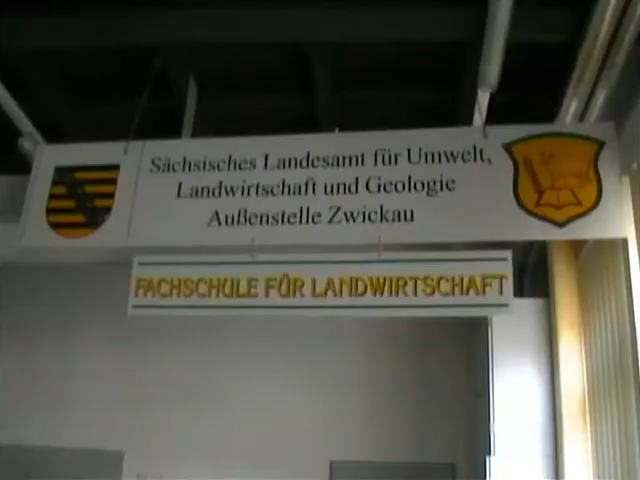 Sächsisches Landesamt für Umwelt,
Landwirtschaft und Geologie
Außenstelle Zwickau
FACHSCHULE FÜR LANDWIRTSCHAFT